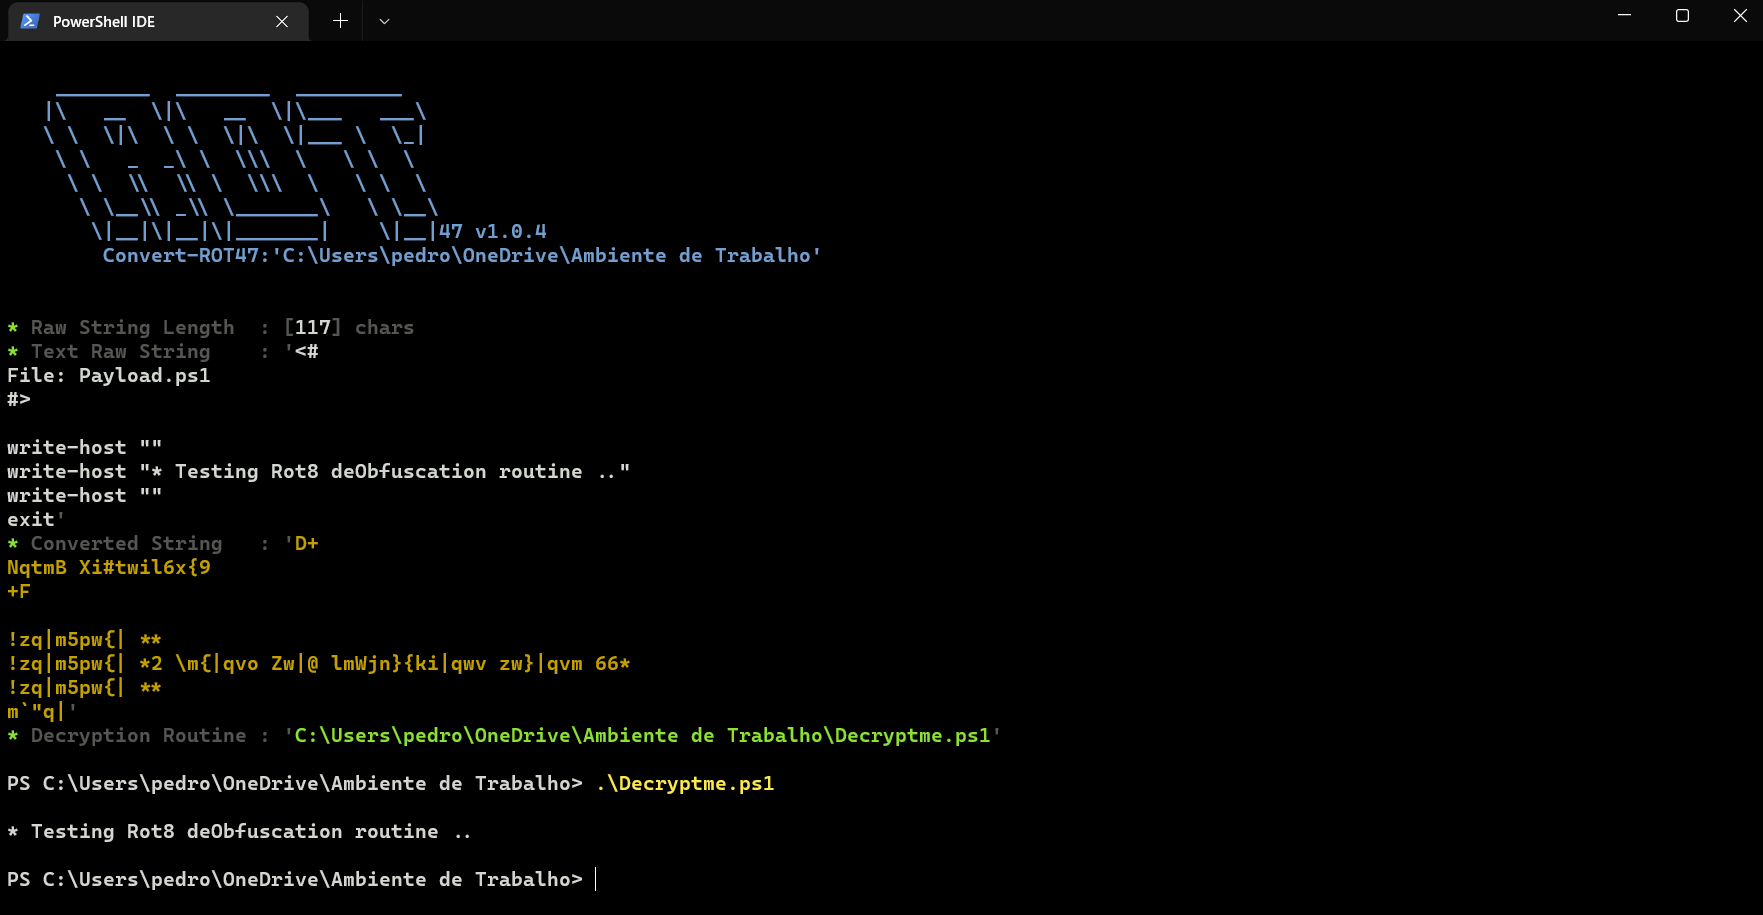 PowerShell IDE
 ________  ________  _________
|\   __  \|\   __  \|\___   ___\
\ \  \|\  \ \  \|\  \|___ \  \_|
 \ \   _  _\ \  \\\  \   \ \  \
  \ \  \\  \\ \  \\\  \   \ \  \
   \ \__\\ _\\ \_______\   \ \__\
    \|__|\|__|\|_______|    \|__|47 v1.0.4
Convert-ROT47:'C:\Users\pedro\OneDrive\Ambiente de Trabalho'
* Raw String Length  : [117] chars
* Text Raw String    : '<#
File: Payload.ps1
#>
write-host ""
write-host "* Testing Rot8 deObfuscation routine .."
write-host ""
exit'
* Converted String   : 'D+
NqtmB Xi#twil6x{9
+F
!zq|m5pw{| **
!zq|m5pw{| *2 \m{|qvo Zw|@ lmWjn}{ki|qwv zw}|qvm 66*
!zq|m5pw{| **
m`"q|'
* Decryption Routine : 'C:\Users\pedro\OneDrive\Ambiente de Trabalho\Decryptme.ps1'
PS C:\Users\pedro\OneDrive\Ambiente de Trabalho> .\Decryptme.ps1
* Testing Rot8 deObfuscation routine ..
PS C:\Users\pedro\OneDrive\Ambiente de Trabalho>